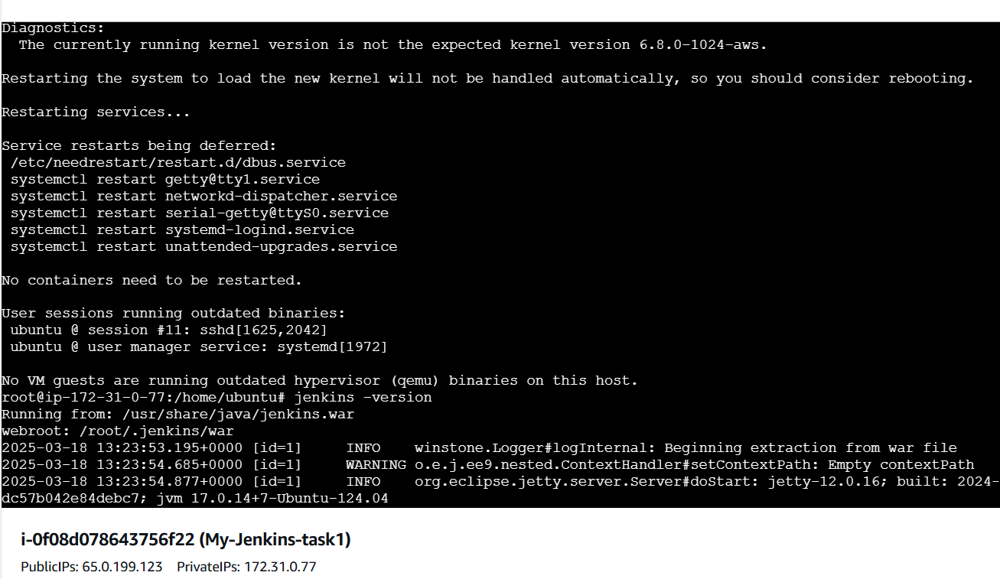 Diagnostics:
The currently running kernel version is not the expected kernel version 6.8.0-1024-aws.
Restarting the system to load the new kernel will not be handled automatically, so you should consider rebooting.
Restarting services...
Service restarts being deferred:
/etc/needrestart/restart.d/dbus.service
systemctl restart getty@tty1.service
systemctl restart networkd-dispatcher.service
systemctl restart serial-getty@ttyS0.service
systemctl restart systemd-logind.service
systemctl restart unattended-upgrades.service
No containers need to be restarted.
User sessions running outdated binaries:
ubuntu @ session #11: sshd[1625,2042]
ubuntu @ user manager service: systemd[1972]
No VM guests are running outdated hypervisor (qemu) binaries on this host.
root@ip-172-31-0-77:/home/ubuntu# jenkins -version
Running from: /usr/share/java/jenkins.war
webroot: /root/.jenkins/war
2025-03-18 13:23:53.195+0000 [id=1] INFO winstone.Logger#logInternal: Beginning extraction from war file
2025-03-18 13:23:54.685+0000 [id=1] WARNING o.e.j.ee9.nested.ContextHandler#setContextPath: Empty contextPath
2025-03-18 13:23:54.877+0000 [id=1] INFO org.eclipse.jetty.server.Server#doStart: jetty-12.0.16; built: 2024-
dc57b042e84debc7; jvm 17.0.14+7-Ubuntu-124.04
i-0f08d078643756f22 (My-Jenkins-task1)
PublicIPs: 65.0.199.123 PrivateIPs: 172.31.0.77